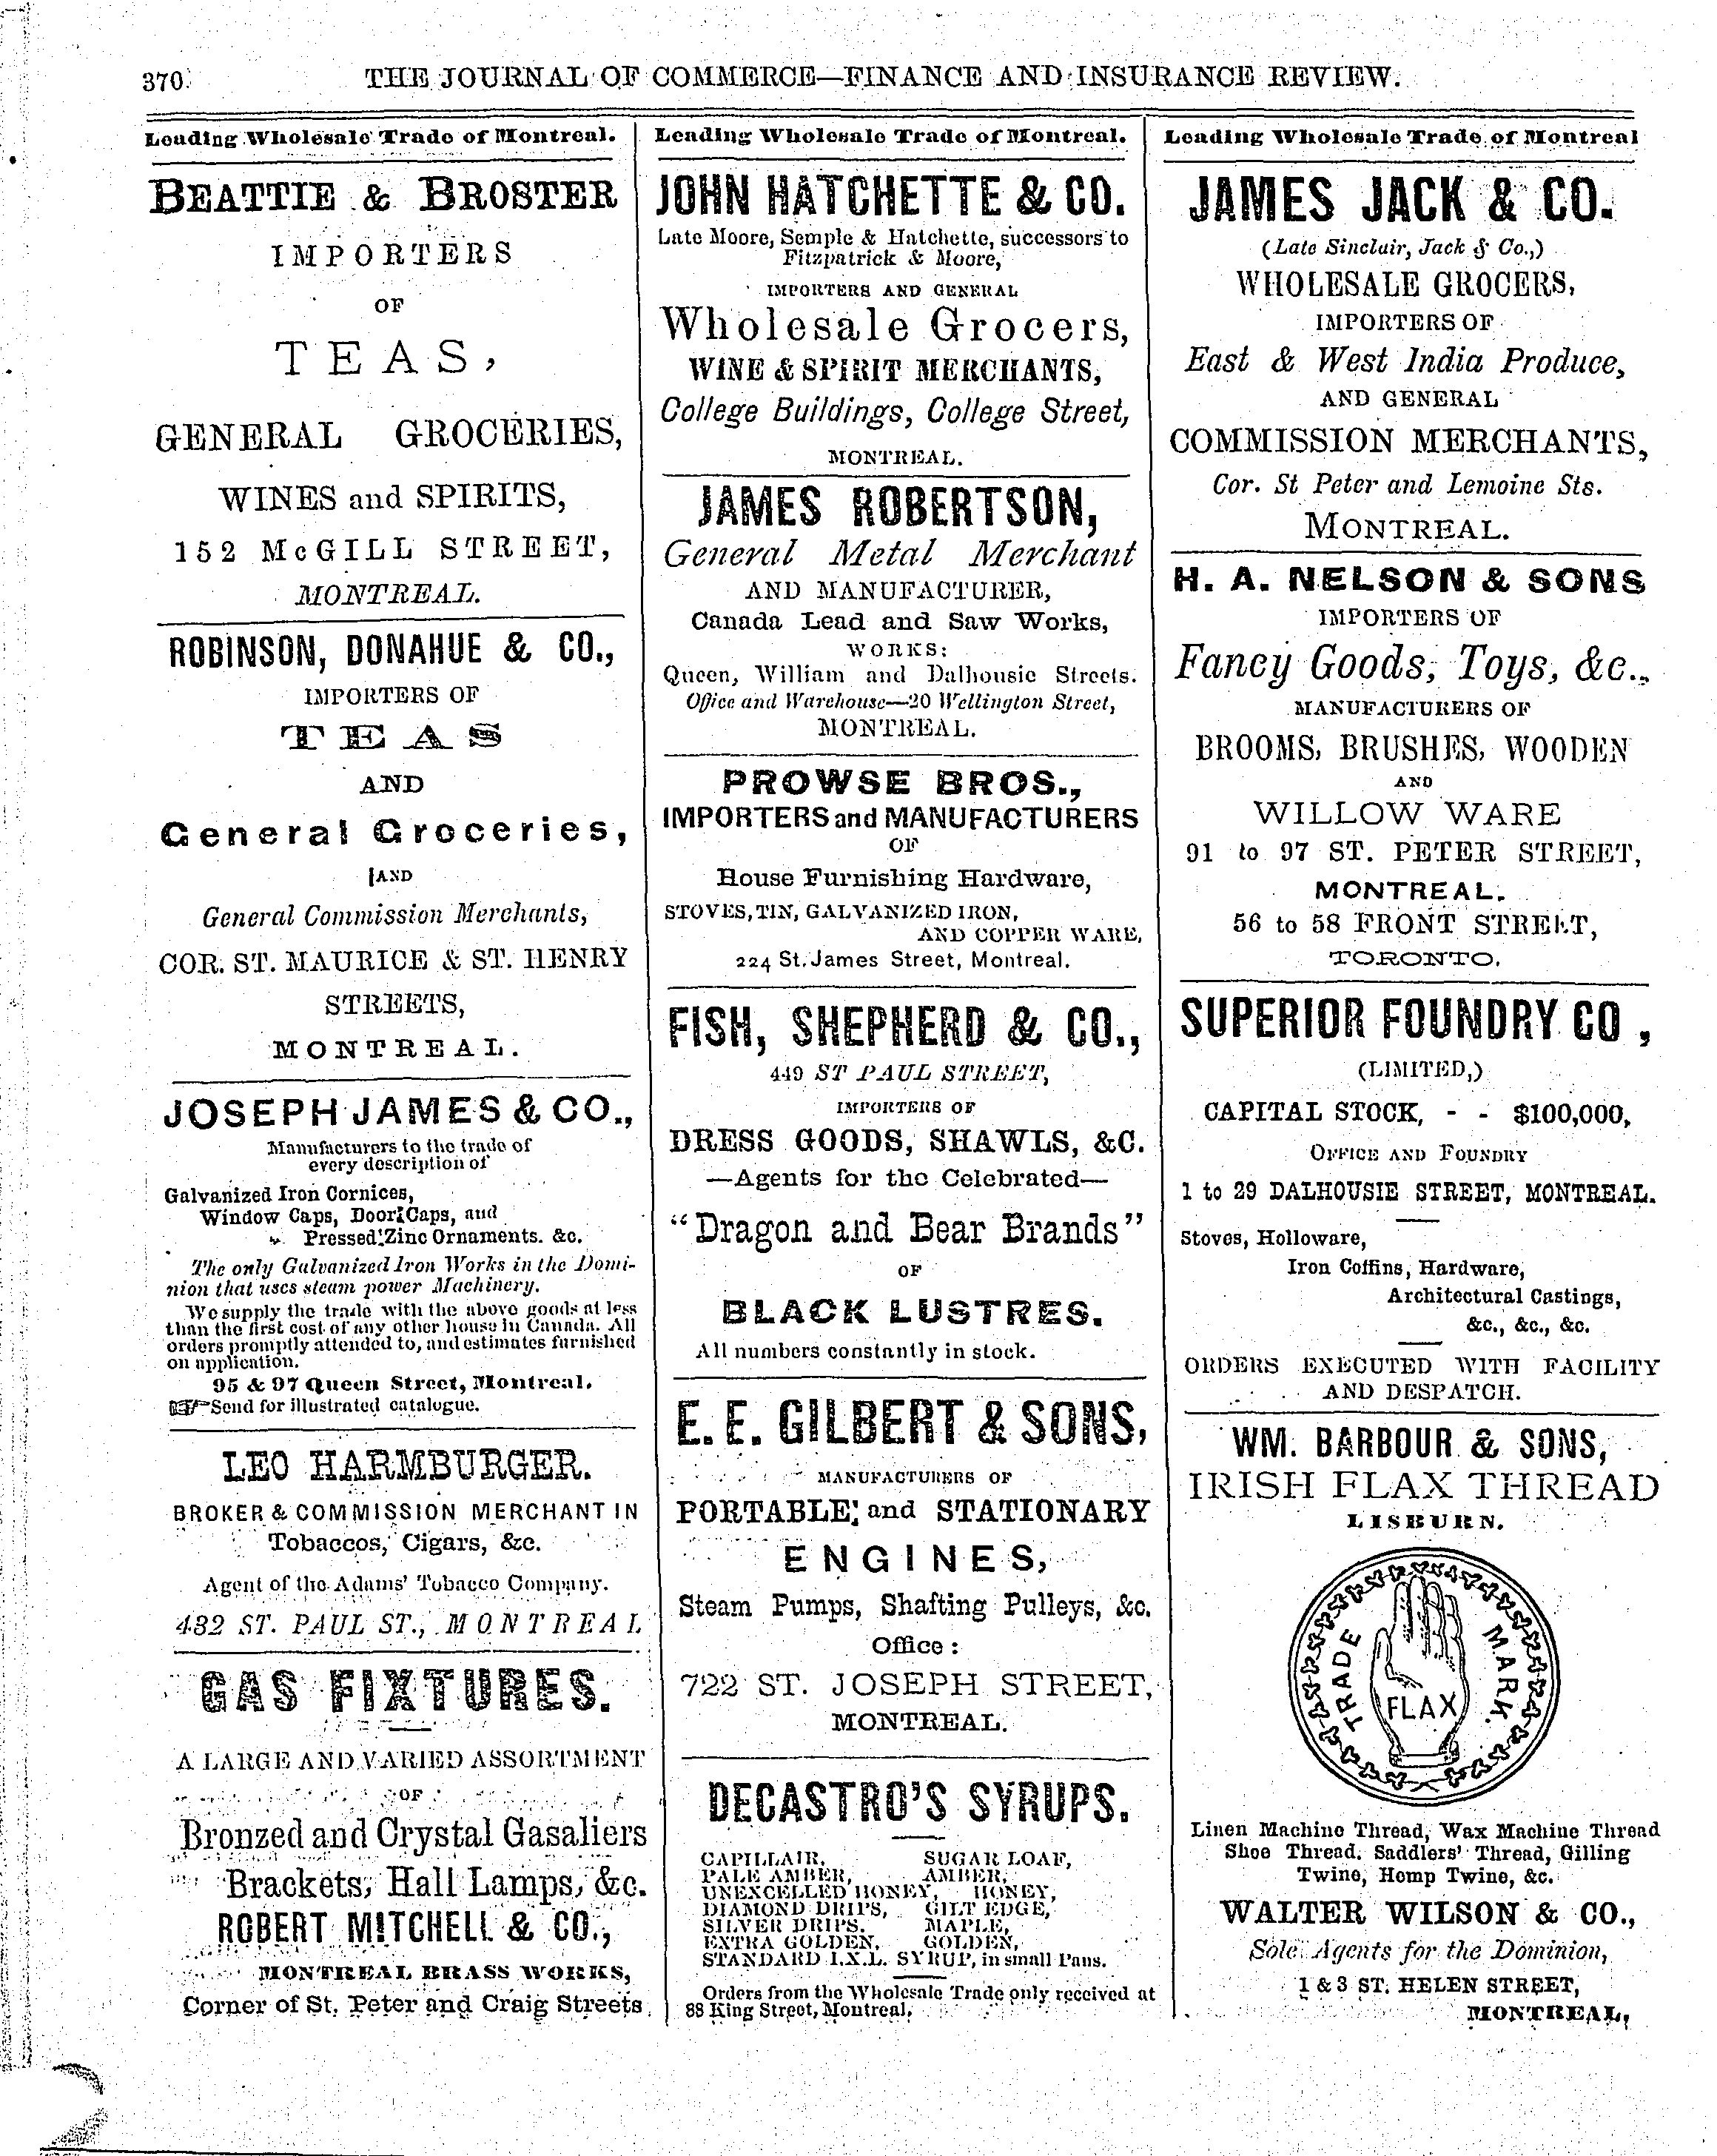 370
THE JOURNAL OF COMMERCE—FINANCE AND INSURANCE REVIEW.
Leading Wholesale Trade of Montreal.
BEATTIE & BROSTER
IMPORTERS
OF
TEAS,
GENERAL GROCERIES,
WINES and SPIRITS,
152 McGILL STREET,
MONTREAL.
ROBINSON, DONAHUE & CO.,
IMPORTERS OF
TEAS
AND
General Groceries,
AND
General Commission Merchants,
COR. ST. MAURICE & ST. HENRY
STREETS,
MONTREAL.
JOSEPH JAMES & CO.,
Manufacturers to the trade of
every description of
Galvanized Iron Cornices,
Window Caps, Door Caps, and
Pressed Zinc Ornaments. &c.
The only Galvanized Iron Works in the Domi-
nion that uses steam power Machinery.
We supply the trade with the above goods at less
than the first cost of any other house in Canada. All
orders promptly attended to, and estimates furnished
on application.
95 & 97 Queen Street, Montreal.
☞Send for illustrated catalogue.
LEO HARMBURGER.
BROKER & COMMISSION MERCHANT IN
Tobaccos, Cigars, &c.
Agent of the Adams' Tobacco Company.
432 ST. PAUL ST., MONTREAL
GAS FIXTURES.
A LARGE AND VARIED ASSORTMENT
OF
Bronzed and Crystal Gasaliers
Brackets, Hall Lamps, &c.
ROBERT MITCHELL & CO.,
MONTREAL BRASS WORKS,
Corner of St. Peter and Craig Streets.
Leading Wholesale Trade of Montreal.
JOHN HATCHETTE & CO.
Late Moore, Semple & Hatchette, successors to
Fitzpatrick & Moore,
IMPORTERS AND GENERAL
Wholesale Grocers,
WINE & SPIRIT MERCHANTS,
College Buildings, College Street,
MONTREAL.
JAMES ROBERTSON,
General Metal Merchant
AND MANUFACTURER,
Canada Lead and Saw Works,
WORKS:
Queen, William and Dalhousie Streets.
Office and Warehouse—20 Wellington Street,
MONTREAL.
PROWSE BROS.,
IMPORTERS and MANUFACTURERS
OF
House Furnishing Hardware,
STOVES, TIN, GALVANIZED IRON,
AND COPPER WARE,
224 St. James Street, Montreal.
FISH, SHEPHERD & CO.,
449 ST PAUL STREET,
IMPORTERS OF
DRESS GOODS, SHAWLS, &C.
—Agents for the Celebrated—
"Dragon and Bear Brands"
OF
BLACK LUSTRES.
All numbers constantly in stock.
E. E. GILBERT & SONS,
MANUFACTURERS OF
PORTABLE and STATIONARY
ENGINES,
Steam Pumps, Shafting Pulleys, &c.
Office:
722 ST. JOSEPH STREET,
MONTREAL.
DECASTRO'S SYRUPS.
CAPILLAIR, SUGAR LOAF,
PALE AMBER, AMBER,
UNEXCELLED HONEY, HONEY,
DIAMOND DRIPS, GILT EDGE,
SILVER DRIPS. MAPLE,
EXTRA GOLDEN, GOLDEN,
STANDARD I.X.L. SYRUP, in small Pans.
Orders from the Wholesale Trade only received at
88 King Street, Montreal.
Leading Wholesale Trade of Montreal
JAMES JACK & CO.
(Late Sinclair, Jack & Co.,)
WHOLESALE GROCERS,
IMPORTERS OF
East & West India Produce,
AND GENERAL
COMMISSION MERCHANTS,
Cor. St Peter and Lemoine Sts.
MONTREAL.
H. A. NELSON & SONS
IMPORTERS OF
Fancy Goods, Toys, &c.,
MANUFACTURERS OF
BROOMS, BRUSHES, WOODEN
AND
WILLOW WARE
91 to 97 ST. PETER STREET,
MONTREAL.
56 to 58 FRONT STREET,
TORONTO.
SUPERIOR FOUNDRY CO,
(LIMITED,)
CAPITAL STOCK, - - $100,000,
OFFICE AND FOUNDRY
1 to 29 DALHOUSIE STREET, MONTREAL.
Stoves, Holloware,
Iron Coffins, Hardware,
Architectural Castings,
&c., &c., &c.
ORDERS EXECUTED WITH FACILITY
AND DESPATCH.
WM. BARBOUR & SONS,
IRISH FLAX THREAD
LISBURN.
TRADE MARK.
FLAX
Linen Machine Thread, Wax Machine Thread
Shoe Thread. Saddlers' Thread, Gilling
Twine, Hemp Twine, &c.
WALTER WILSON & CO.,
Sole Agents for the Dominion,
1 & 3 ST. HELEN STREET,
MONTREAL,